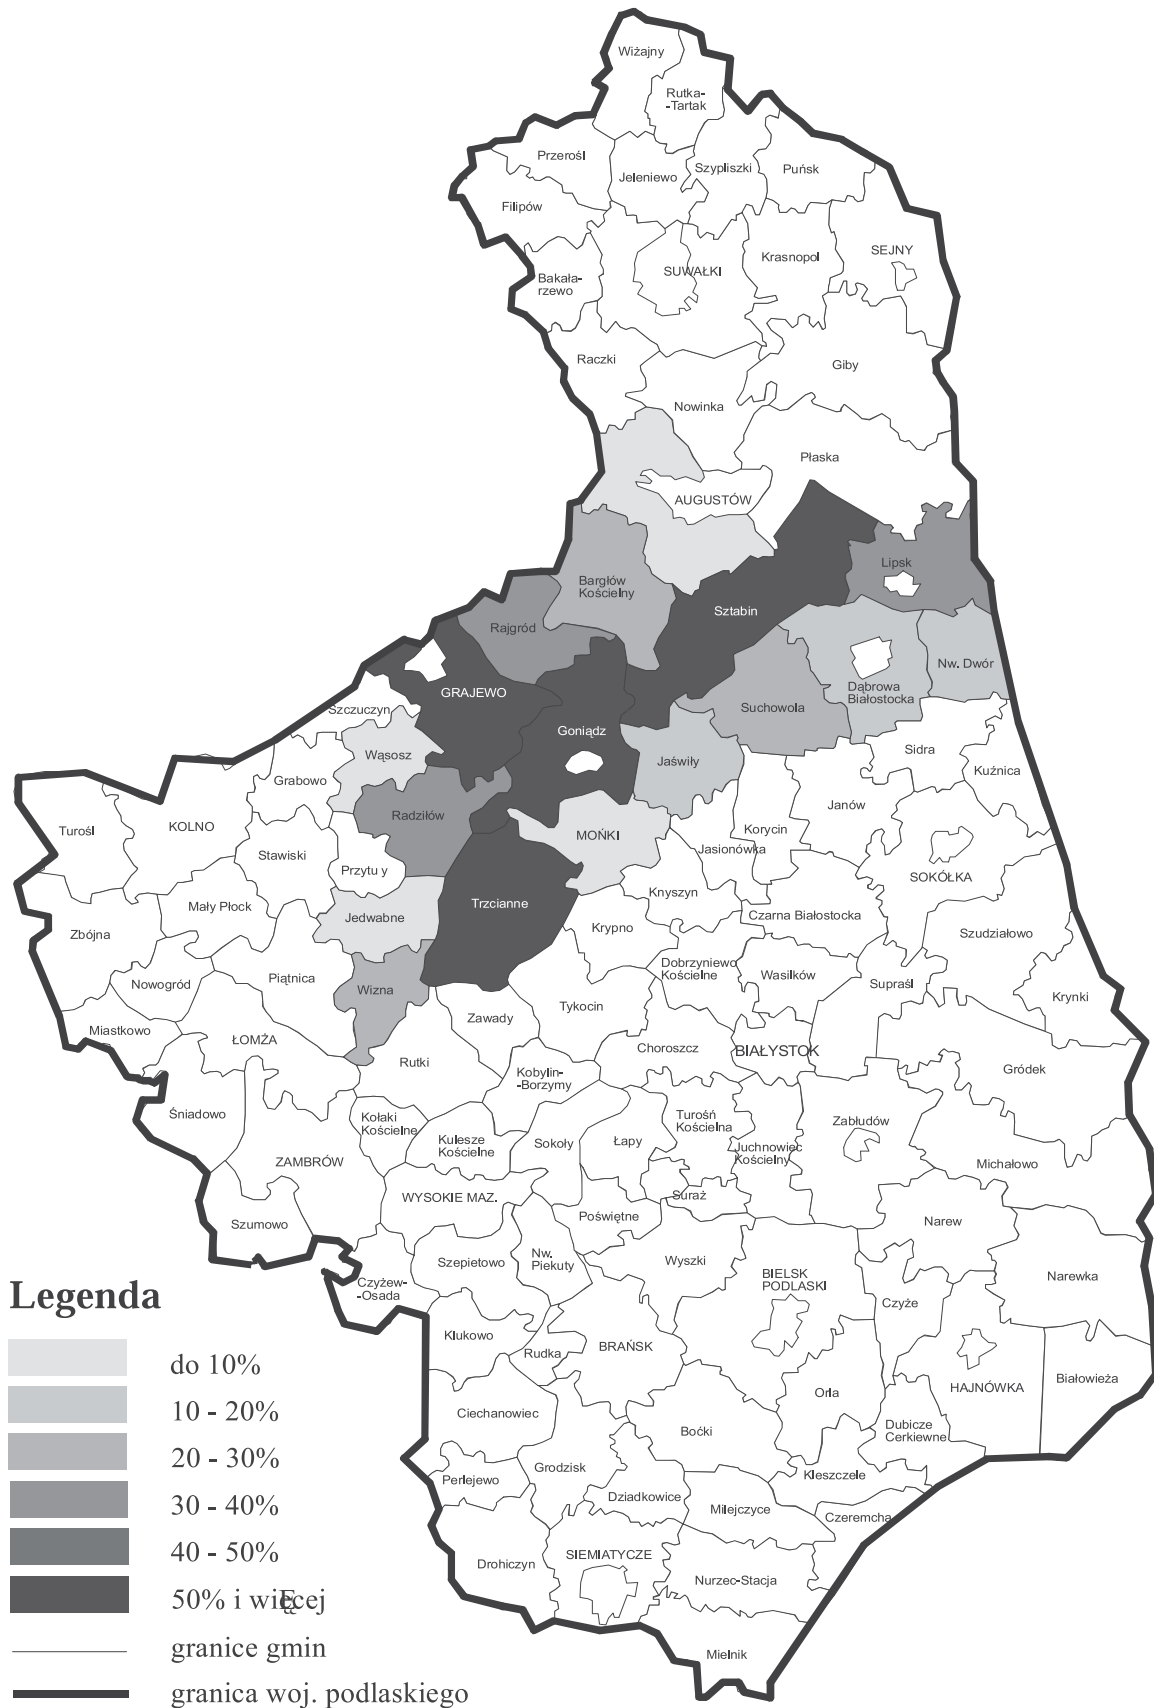 Wiżajny
Rutka-
-Tartak
Przerośl
Jeleniewo
Szypliszki
Puńsk
Filipów
SUWAŁKI
Krasnopol
SEJNY
Bakała-
rzewo
Raczki
Giby
Nowinka
Płaska
AUGUSTÓW
Lipsk
Bargłów
Kościelny
Sztabin
Rajgród
Nw. Dwór
GRAJEWO
Dąbrowa
Białostocka
Szczuczyn
Suchowola
Goniądz
Wąsosz
Jaświły
Sidra
Grabowo
Kuźnica
Turośl
KOLNO
Radziłów
Janów
Stawiski
MOŃKI
Korycin
Jasionówka
Przytu y
SOKÓŁKA
Mały Płock
Jedwabne
Trzcianne
Knyszyn
Czarna Białostocka
Zbójna
Krypno
Szudziałowo
Nowogród
Piątnica
Wizna
Dobrzyniewo
Kościelne
Wasilków
Supraśl
Krynki
Miastkowo
ŁOMŻA
Zawady
Tykocin
Rutki
Choroszcz
BIAŁYSTOK
Gródek
Kobylin-
-Borzymy
Śniadowo
Kołaki
Kościelne
Kulesze
Kościelne
Sokoły
Łapy
Turośń
Kościelna
Juchnowiec
Kościelny
Zabłudów
ZAMBRÓW
Michałowo
WYSOKIE MAZ.
Suraż
Szumowo
Poświętne
Narew
Szepietowo
Nw.
Piekuty
Wyszki
BIELSK
PODLASKI
Narewka
Czyżew-
-Osada
Czyże
Legenda
Klukowo
Rudka
BRAŃSK
HAJNÓWKA
Białowieża
do 10%
Orla
10 - 20%
Ciechanowiec
Boćki
Dubicze
Cerkiewne
20 - 30%
Perlejewo
Grodzisk
Kleszczele
30 - 40%
Dziadkowice
Milejczyce
Czeremcha
40 - 50%
Drohiczyn
SIEMIATYCZE
Nurzec-Stacja
50% i więcej
granice gmin
Mielnik
granica woj. podlaskiego